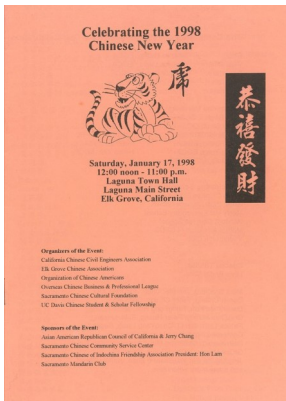 Celebrating the 1998
Chinese New Year
虎
恭禧發財
Saturday, January 17, 1998
12:00 noon - 11:00 p.m.
Laguna Town Hall
Laguna Main Street
Elk Grove, California
Organizers of the Event:
California Chinese Civil Engineers Association
Elk Grove Chinese Association
Organization of Chinese Americans
Overseas Chinese Business & Professional League
Sacramento Chinese Cultural Foundation
UC Davis Chinese Student & Scholar Fellowship
Sponsors of the Event:
Asian American Republican Council of California & Jerry Chong
Sacramento Chinese Community Service Center
Sacramento Chinese of Indochina Friendship Association President: Hon Lam
Sacramento Mandarin Club